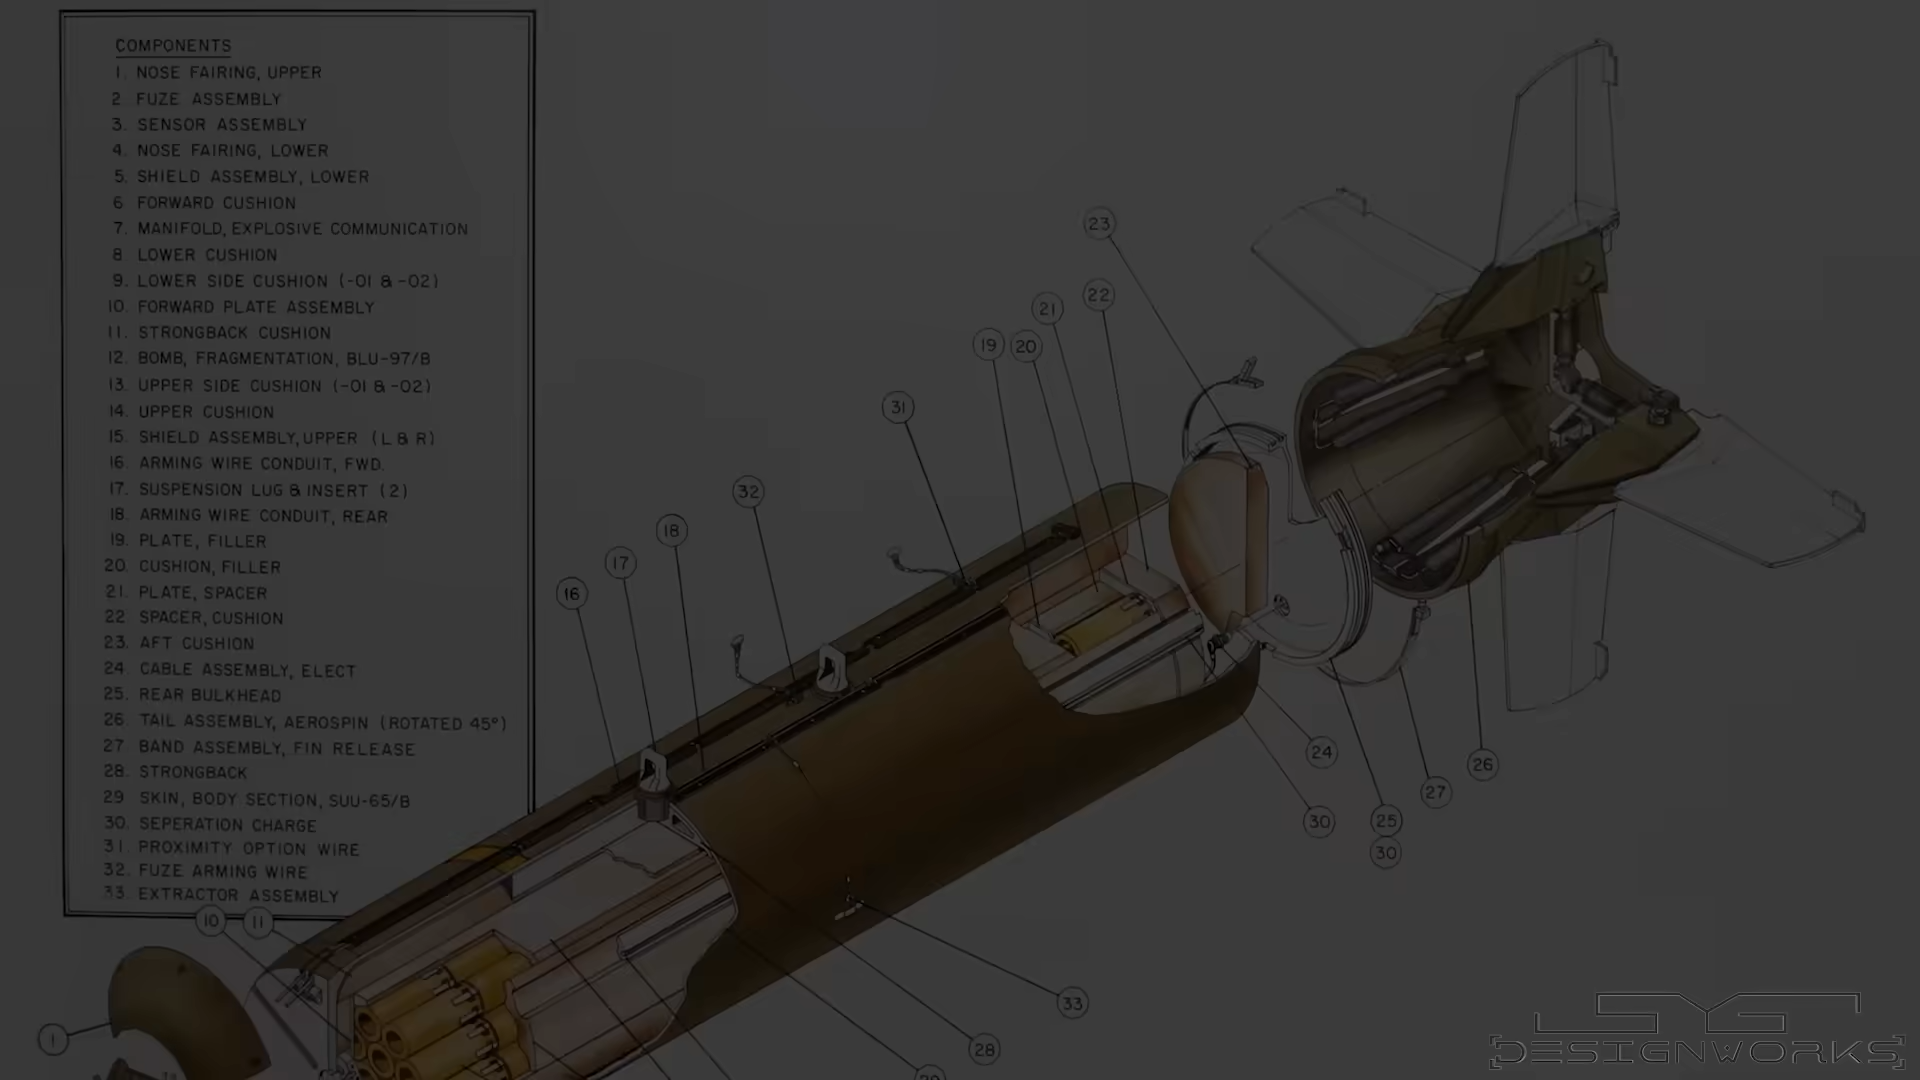 COMPONENTS
1. NOSE FAIRING, UPPER
2. FUZE ASSEMBLY
3. SENSOR ASSEMBLY
4. NOSE FAIRING, LOWER
5. SHIELD ASSEMBLY, LOWER
6 FORWARD CUSHION
7. MANIFOLD, EXPLOSIVE COMMUNICATION
8. LOWER CUSHION
9. LOWER SIDE CUSHION (-01 & -02)
10. FORWARD PLATE ASSEMBLY
11. STRONGBACK CUSHION
12. BOMB, FRAGMENTATION, BLU-97/B
13. UPPER SIDE CUSHION (-01 & -02)
14. UPPER CUSHION
15. SHIELD ASSEMBLY, UPPER (L & R)
16. ARMING WIRE CONDUIT, FWD.
17. SUSPENSION LUG & INSERT (2)
18. ARMING WIRE CONDUIT, REAR
19. PLATE, FILLER
20. CUSHION, FILLER
21. PLATE, SPACER
22 SPACER, CUSHION
23. AFT CUSHION
24. CABLE ASSEMBLY, ELECT
25. REAR BULKHEAD
26. TAIL ASSEMBLY, AEROSPIN (ROTATED 45°)
27. BAND ASSEMBLY, FIN RELEASE
28. STRONGBACK
29 SKIN, BODY SECTION, SUU-65/B
30. SEPERATION CHARGE
31. PROXIMITY OPTION WIRE
32. FUZE ARMING WIRE
33. EXTRACTOR ASSEMBLY
23
22
21
19
20
31
32
18
17
16
24
26
27
30
25
30
10
11
33
1
28
29
DESIGNWORKS